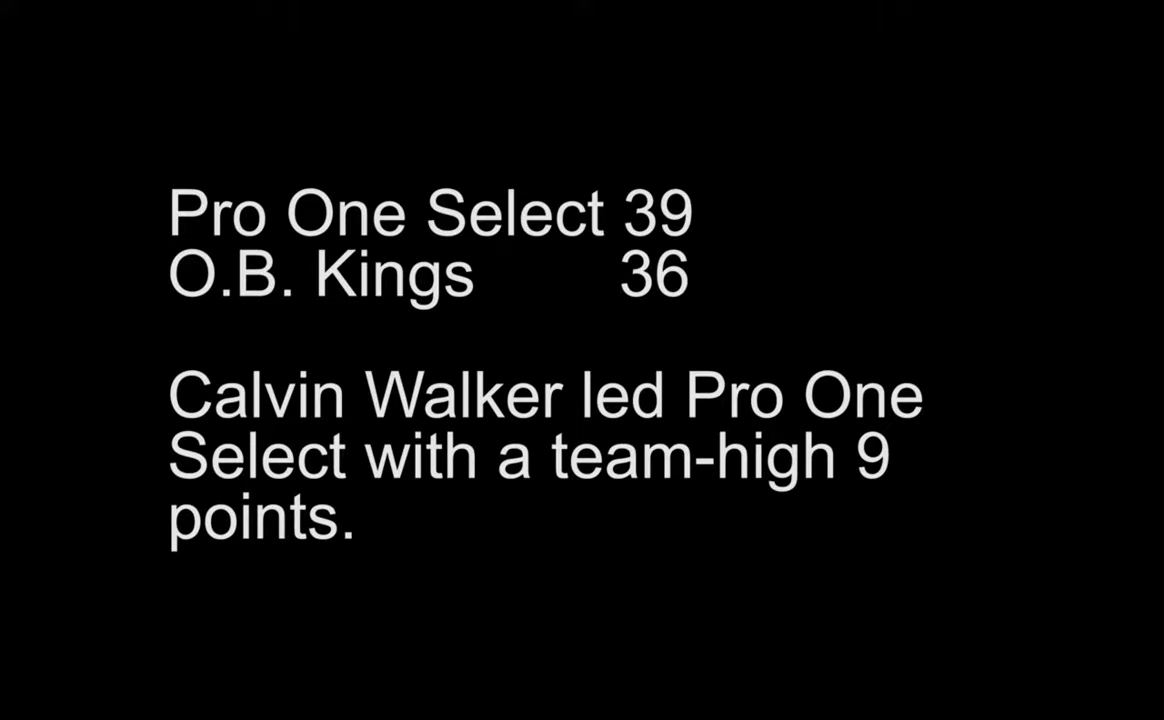 Pro One Select 39
O.B. Kings 36
Calvin Walker led Pro One
Select with a team-high 9
points.